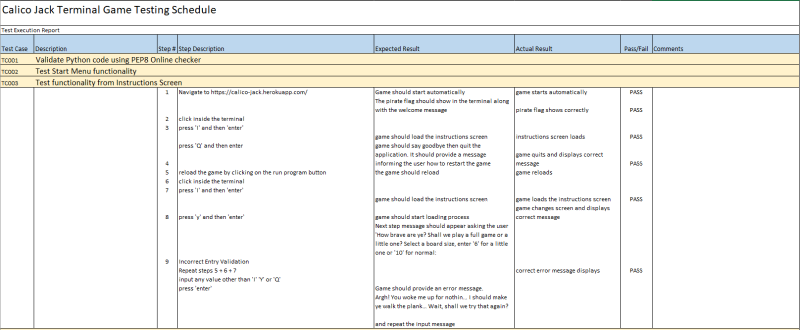 Calico Jack Terminal Game Testing Schedule
Test Execution Report
Test Case Description Step # Step Description Expected Result Actual Result Pass/Fail Comments
TC001 Validate Python code using PEP8 Online checker
TC002 Test Start Menu functionality
TC003 Test functionality from Instructions Screen
1 Navigate to https://calico-jack.herokuapp.com/ Game should start automatically game starts automatically PASS
The pirate flag should show in the terminal along
with the welcome message pirate flag shows correctly PASS
2 click inside the terminal
3 press 'I' and then 'enter'
game should load the instructions screen instructions screen loads PASS
press 'Q' and then enter game should say goodbye then quit the
application. It should provide a message game quits and displays correct
4 informing the user how to restart the game message PASS
5 reload the game by clicking on the run program button the game should reload game reloads
6 click inside the terminal
7 press 'I' and then 'enter'
game should load the instructions screen game loads the instructions screen PASS
game changes screen and displays
8 press 'y' and then 'enter' game should start loading process correct message PASS
Next step message should appear asking the user
'How brave are ye? Shall we play a full game or a
little one? Select a board size, enter '6' for a little
one or '10' for normal:
9 Incorrect Entry Validation
Repeat steps 5 + 6 + 7 correct error message displays PASS
input any value other than 'I' 'Y' or 'Q'
press 'enter' Game should provide an error message.
Argh! You woke me up for nothin... I should make
ye walk the plank... Wait, shall we try that again?
and repeat the input message